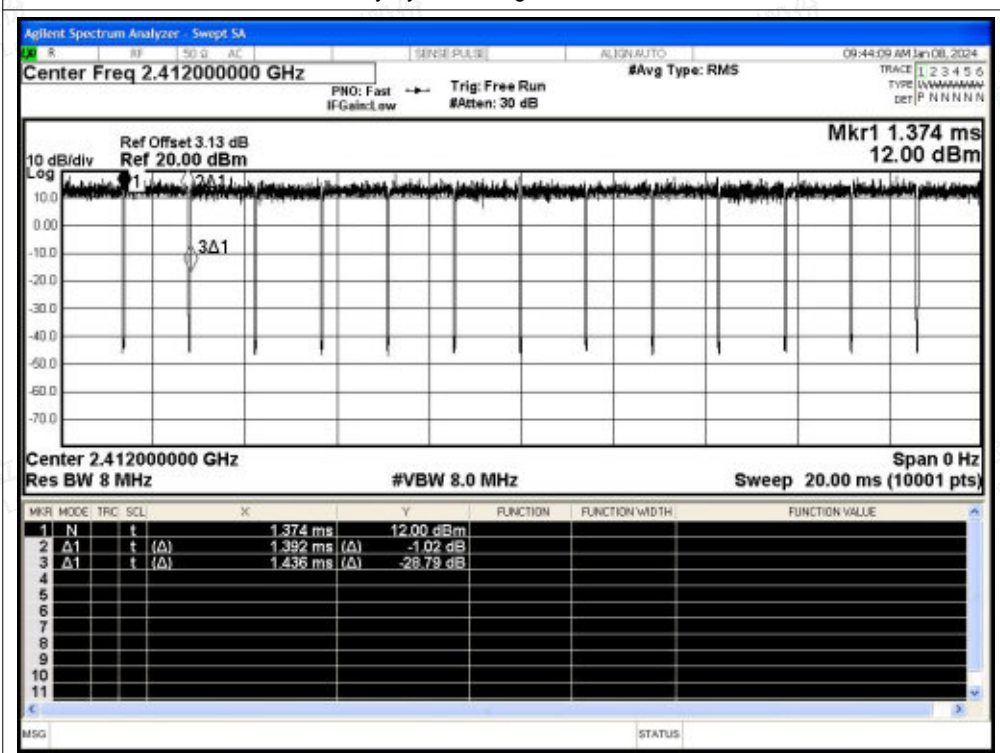 Agilent Spectrum Analyzer - Swept SA
R RF 50 Ω AC SENSE:PULSE ALIGN AUTO 09:44:09 AM Jan 08, 2024
Center Freq 2.412000000 GHz #Avg Type: RMS TRACE 1 2 3 4 5 6
PNO: Fast Trig: Free Run TYPE
IFGain:Low #Atten: 30 dB DET P N N N N N
Mkr1 1.374 ms
Ref Offset 3.13 dB
10 dB/div Ref 20.00 dBm 12.00 dBm
Log
1 2Δ1
10.0
0.00
3Δ1
-10.0
-20.0
-30.0
-40.0
-50.0
-60.0
-70.0
Center 2.412000000 GHz Span 0 Hz
Res BW 8 MHz #VBW 8.0 MHz Sweep 20.00 ms (10001 pts)
MKR MODE TRC SCL X Y FUNCTION FUNCTION WIDTH FUNCTION VALUE
1 N t 1.374 ms 12.00 dBm
2 Δ1 t (Δ) 1.392 ms (Δ) -1.02 dB
3 Δ1 t (Δ) 1.436 ms (Δ) -28.79 dB
4
5
6
7
8
9
10
11
MSG STATUS